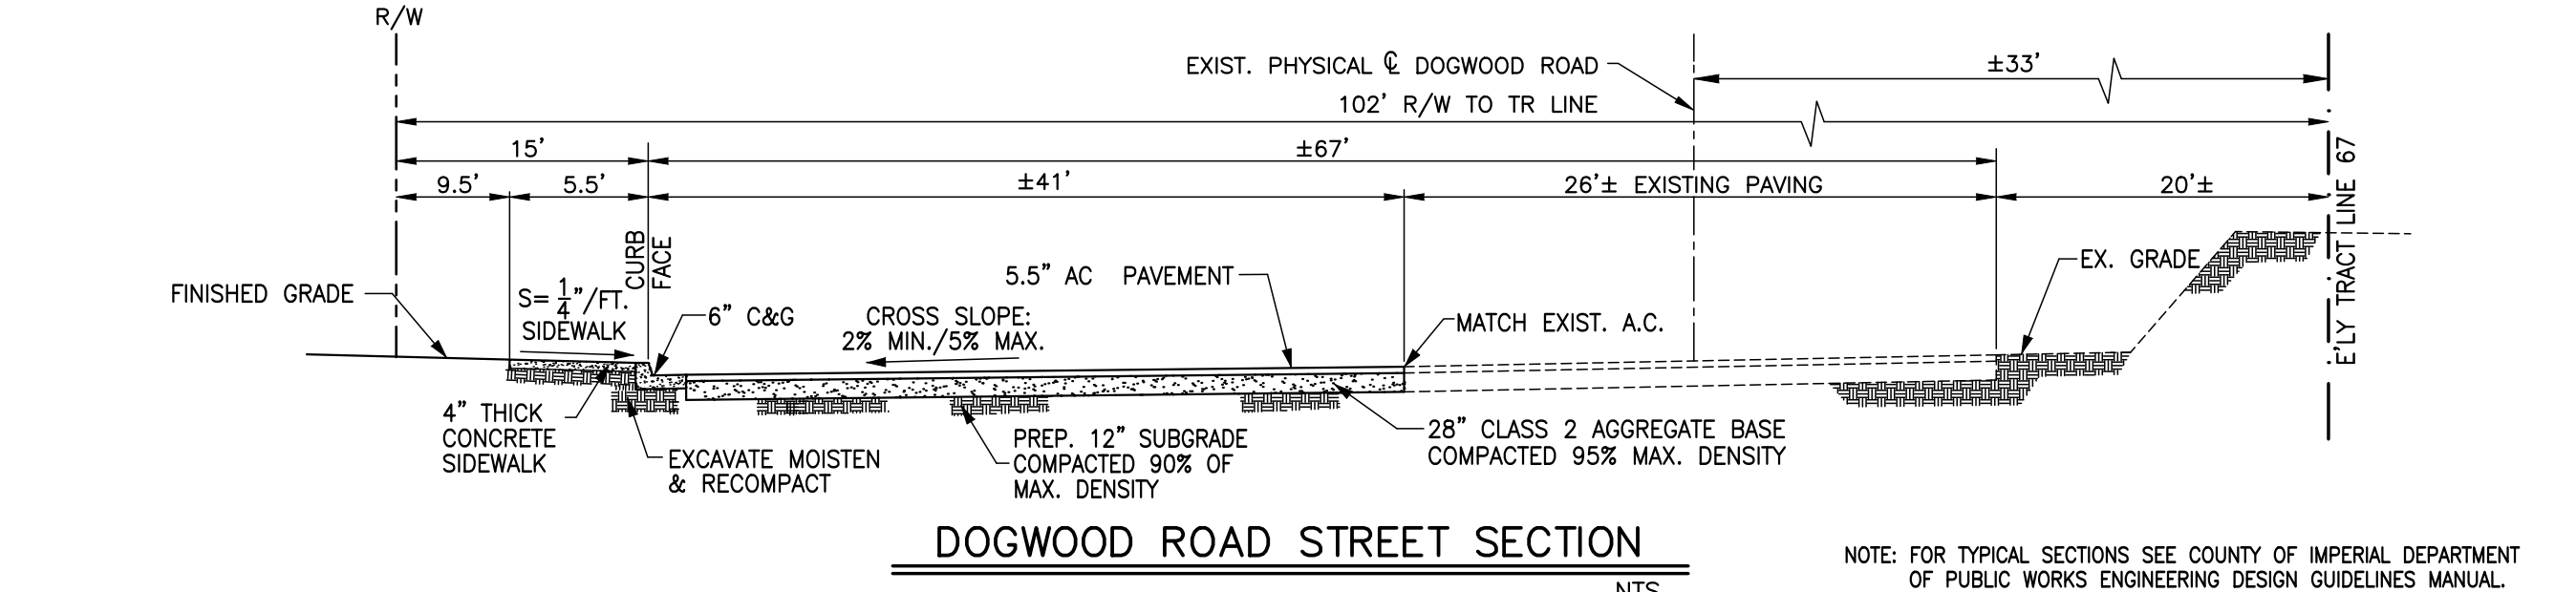 R/W
EXIST. PHYSICAL ℄ DOGWOOD ROAD
±33'
102' R/W TO TR LINE
15'
±67'
9.5'
5.5'
±41'
26'± EXISTING PAVING
20'±
E'LY TRACT LINE 67
CURB
FACE
FINISHED GRADE
S= 1/4"/FT.
SIDEWALK
6" C&G
CROSS SLOPE:
2% MIN./5% MAX.
5.5" AC PAVEMENT
MATCH EXIST. A.C.
EX. GRADE
4" THICK
CONCRETE
SIDEWALK
EXCAVATE MOISTEN
& RECOMPACT
PREP. 12" SUBGRADE
COMPACTED 90% OF
MAX. DENSITY
28" CLASS 2 AGGREGATE BASE
COMPACTED 95% MAX. DENSITY
DOGWOOD ROAD STREET SECTION
NTS
NOTE: FOR TYPICAL SECTIONS SEE COUNTY OF IMPERIAL DEPARTMENT
OF PUBLIC WORKS ENGINEERING DESIGN GUIDELINES MANUAL.